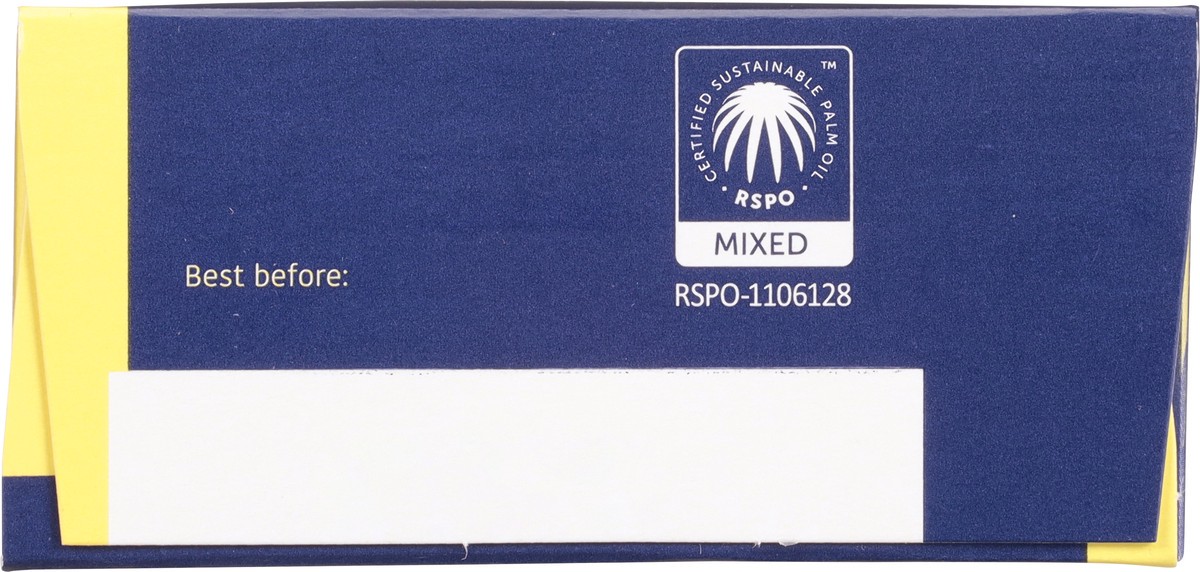 CERTIFIED SUSTAINABLE PALM OIL ™
· RSPO ·
MIXED
Best before:
RSPO-1106128